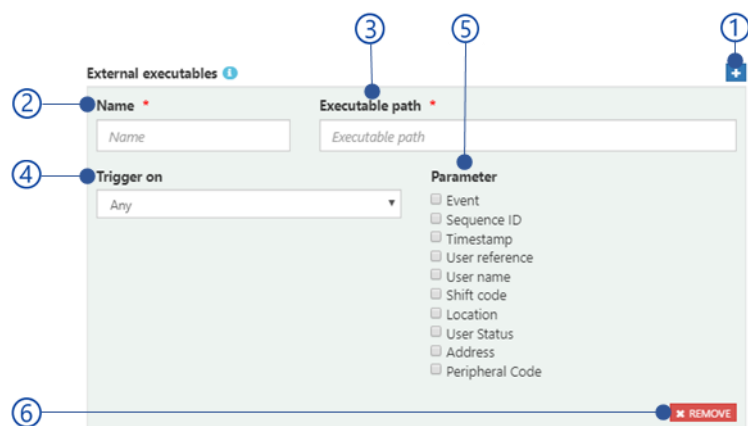 3
5
1
External executables i
+
2
Name *
Executable path *
Name
Executable path
4
Trigger on
Parameter
Any
Event
Sequence ID
Timestamp
User reference
User name
Shift code
Location
User Status
Address
Peripheral Code
6
✖ REMOVE